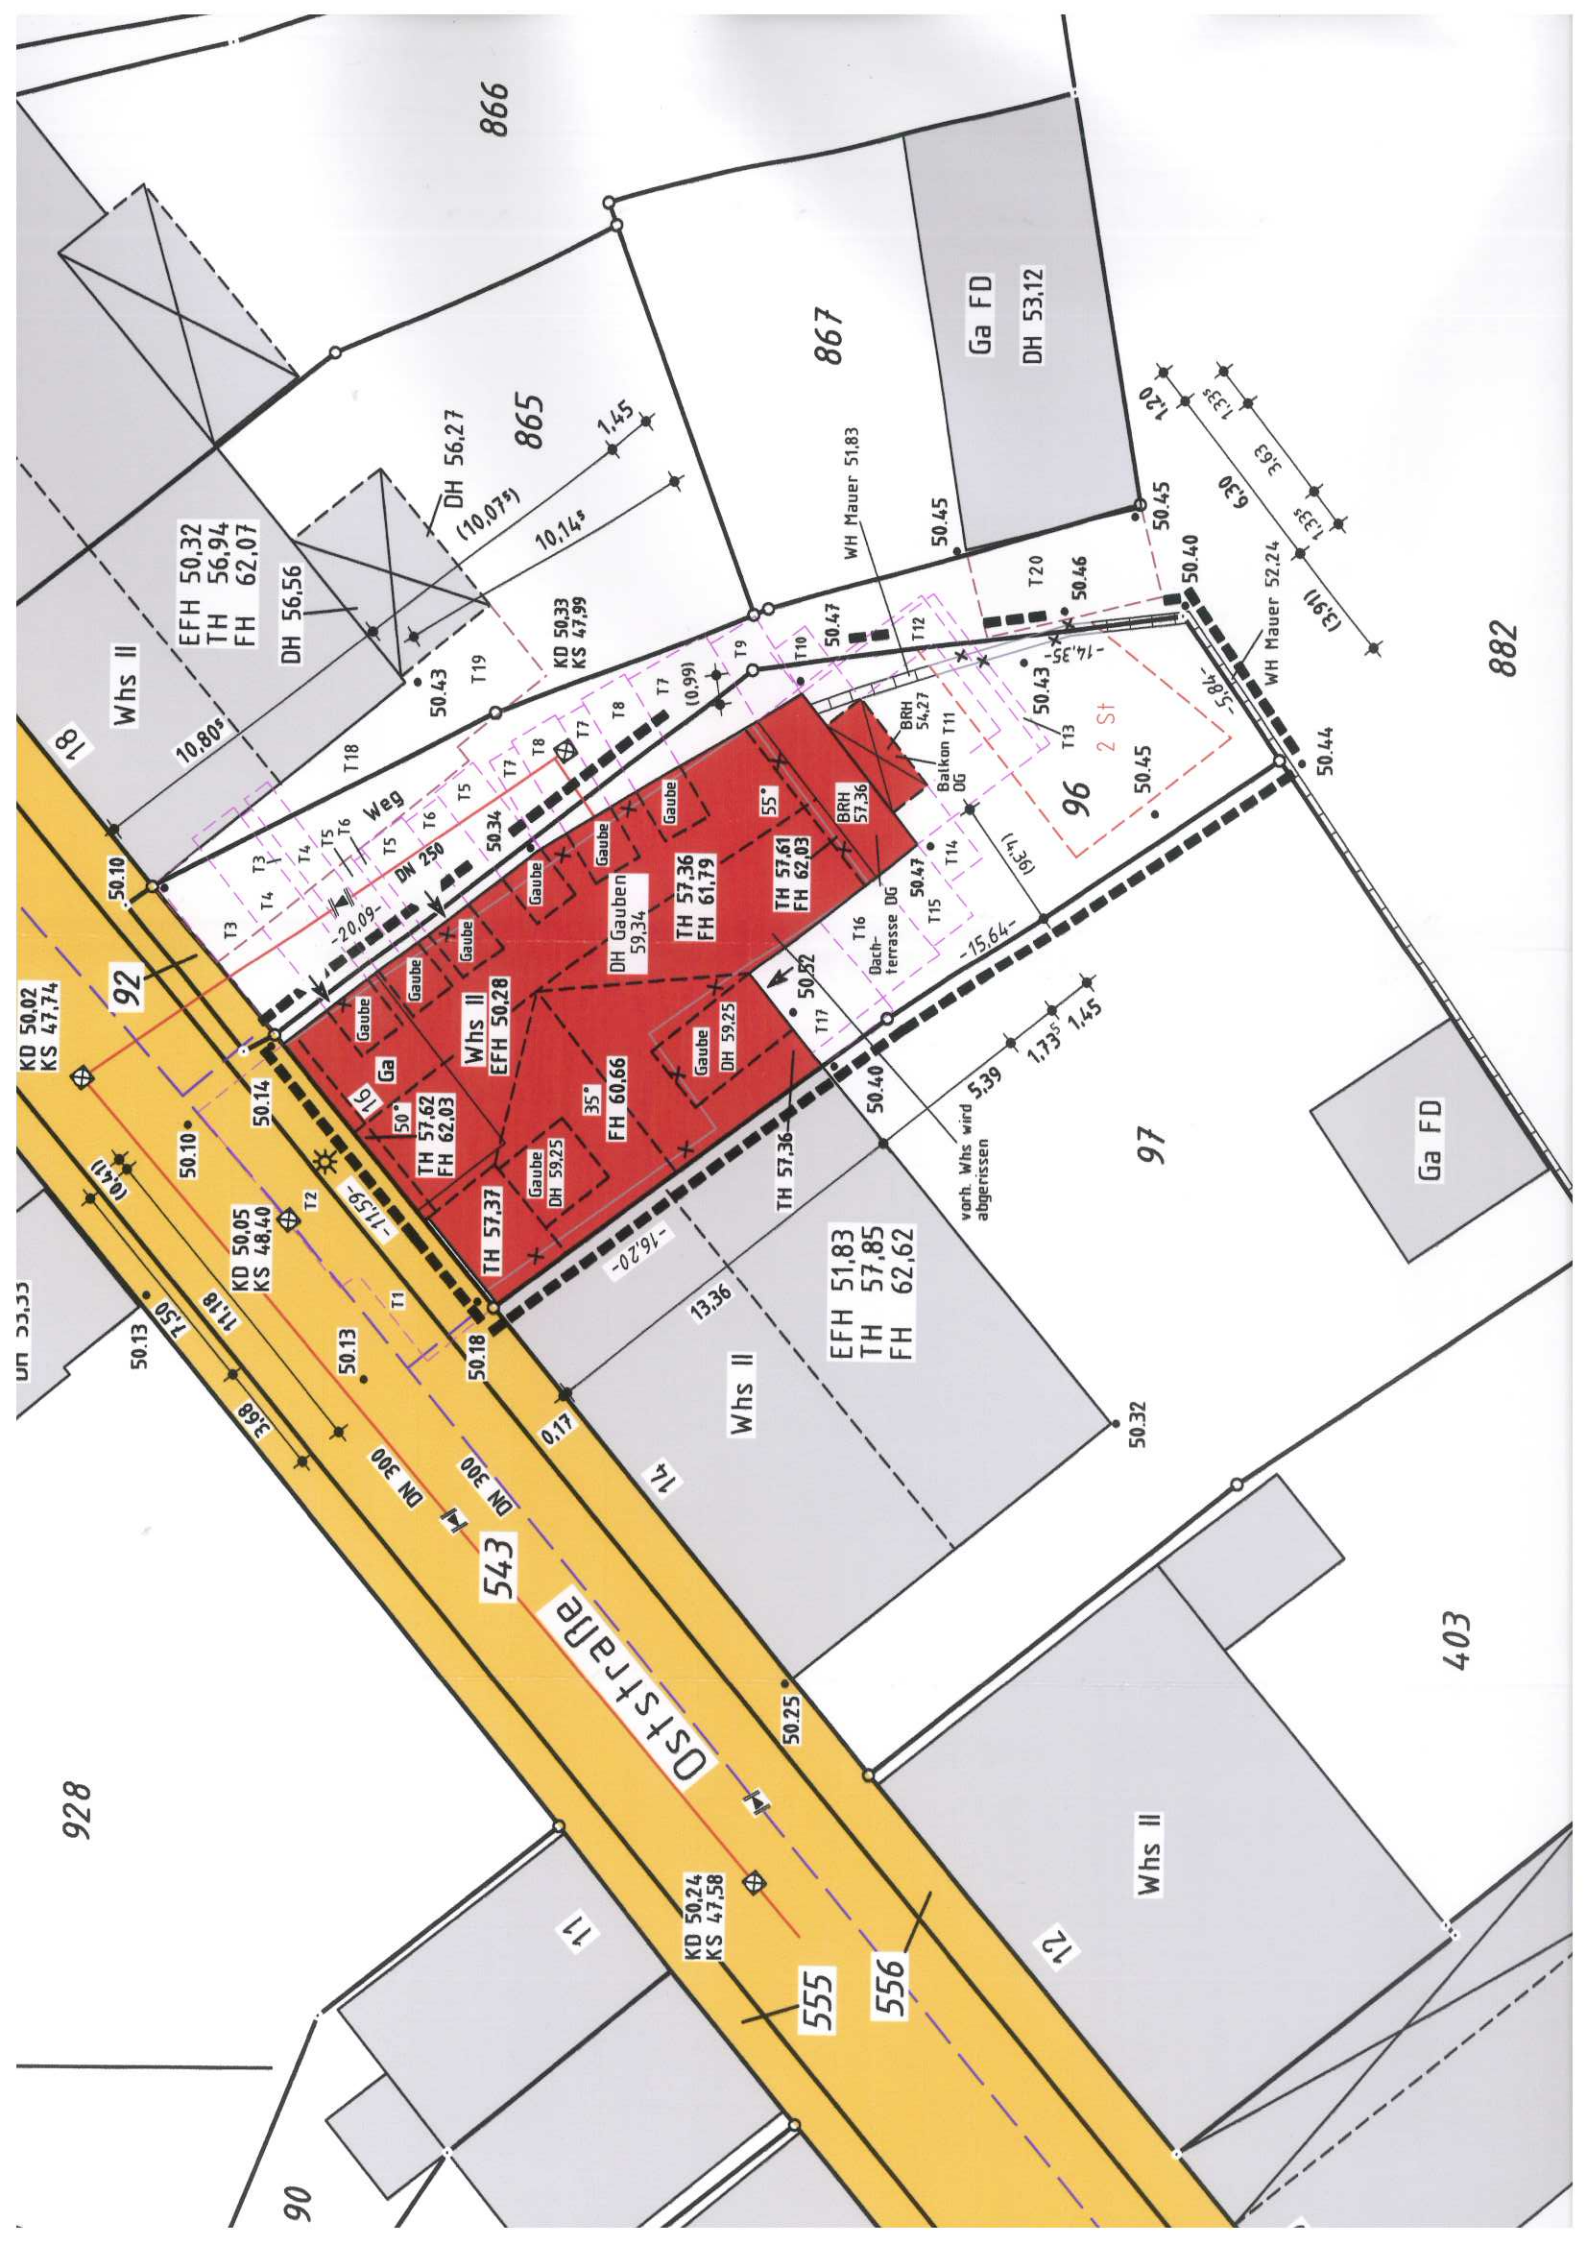 866
865
867
882
96
97
403
928
90
92
543
555
556
Oststraße
Weg
18
16
14
12
11
Whs II
EFH 50,32
TH 56,94
FH 62,07
DH 56,56
DH 56,27
Ga FD
DH 53,12
WH Mauer 51,83
WH Mauer 52,24
10,80⁵
(10,07⁵)
1,45
10,14⁵
50.10
50.43
T18
T19
KD 50,33
KS 47,99
KD 50,02
KS 47,74
50.14
50.10
T3
T4
T3
T4
T5
T6
T5
T6
T5
T7
T8
T7
T8
T7
T9
T10
T11
T12
T13
T14
T15
T16
T17
T20
T1
T2
DN 250
-20,09-
50.34
(0,99)
50.47
50.45
50.45
50.46
50.40
50.43
-14,35-
-5,84-
50.44
50.45
2 St
1,20
6,30
(3,91)
1,33⁵
3,63
1,33⁵
(4,36)
-15,64-
50.47
Gaube
Gaube
Gaube
Gaube
Gaube
Gaube
Ga
Whs II
EFH 50,28
DH Gauben
59,34
TH 57,36
FH 61,79
55°
TH 57,61
FH 62,03
BRH
57,36
BRH
54,27
Balkon
OG
Dach-
terrasse DG
50°
TH 57,62
FH 62,03
35°
FH 60,66
Gaube
DH 59,25
Gaube
DH 59,25
TH 57,37
TH 57,36
50.52
50.40
vorh. Whs wird
abgerissen
5,39
1,73⁵
1,45
-11,59-
-16,20-
13,36
0,17
50.18
KD 50,05
KS 48,40
(0,41)
11,18
7,50
3,68
50.13
50.13
DH 53,33
DN 300
DN 300
Whs II
EFH 51,83
TH 57,85
FH 62,62
50.32
50.25
Ga FD
Whs II
KD 50,24
KS 47,58